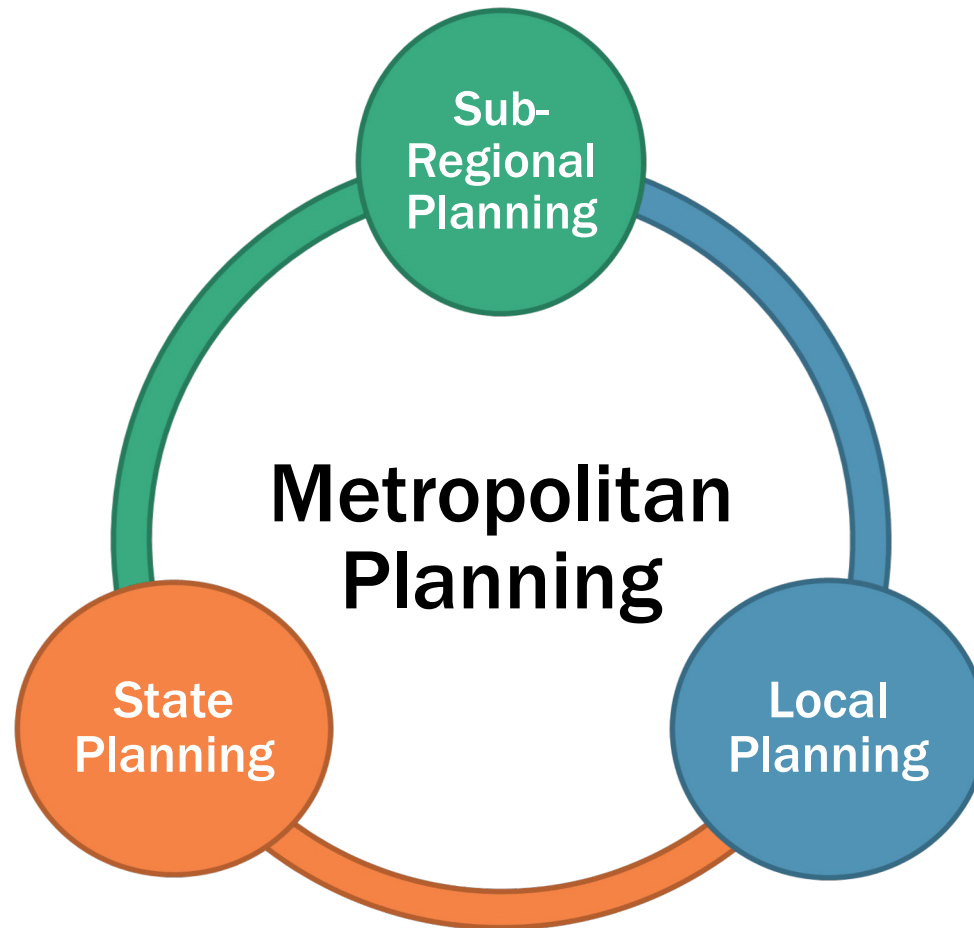 Sub-
Regional
Planning
Metropolitan
Planning
State
Planning
Local
Planning